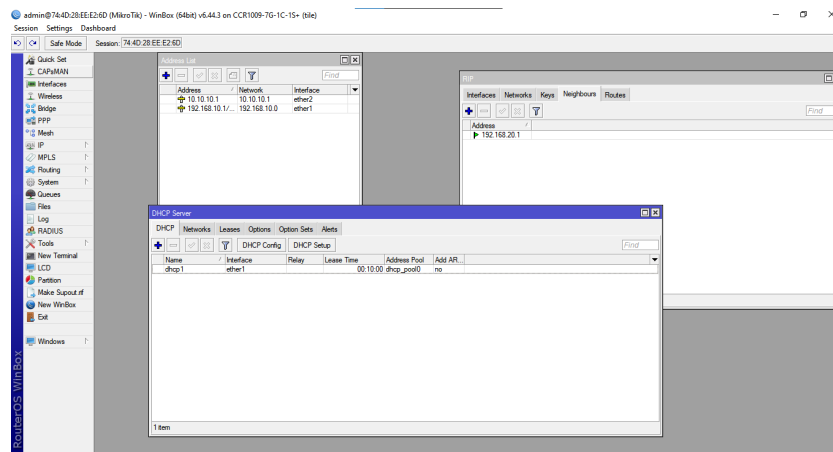 admin@74:4D:28:EE:E2:6D (MikroTik) - WinBox (64bit) v6.44.3 on CCR1009-7G-1C-1S+ (tile)
Session Settings Dashboard
Safe Mode Session: 74:4D:28:EE:E2:6D
Quick Set
CAPsMAN
Interfaces
Wireless
Bridge
PPP
Mesh
IP
MPLS
Routing
System
Queues
Files
Log
RADIUS
Tools
New Terminal
LCD
Partition
Make Supout.rif
New WinBox
Exit
Windows
RouterOS WinBox
Address List
Find
Address Network Interface
10.10.10.1 10.10.10.1 ether2
192.168.10.1/... 192.168.10.0 ether1
RIP
Interfaces Networks Keys Neighbours Routes
Find
Address
192.168.20.1
DHCP Server
DHCP Networks Leases Options Option Sets Alerts
DHCP Config DHCP Setup Find
Name Interface Relay Lease Time Address Pool Add AR...
dhcp1 ether1 00:10:00 dhcp_pool0 no
1 item